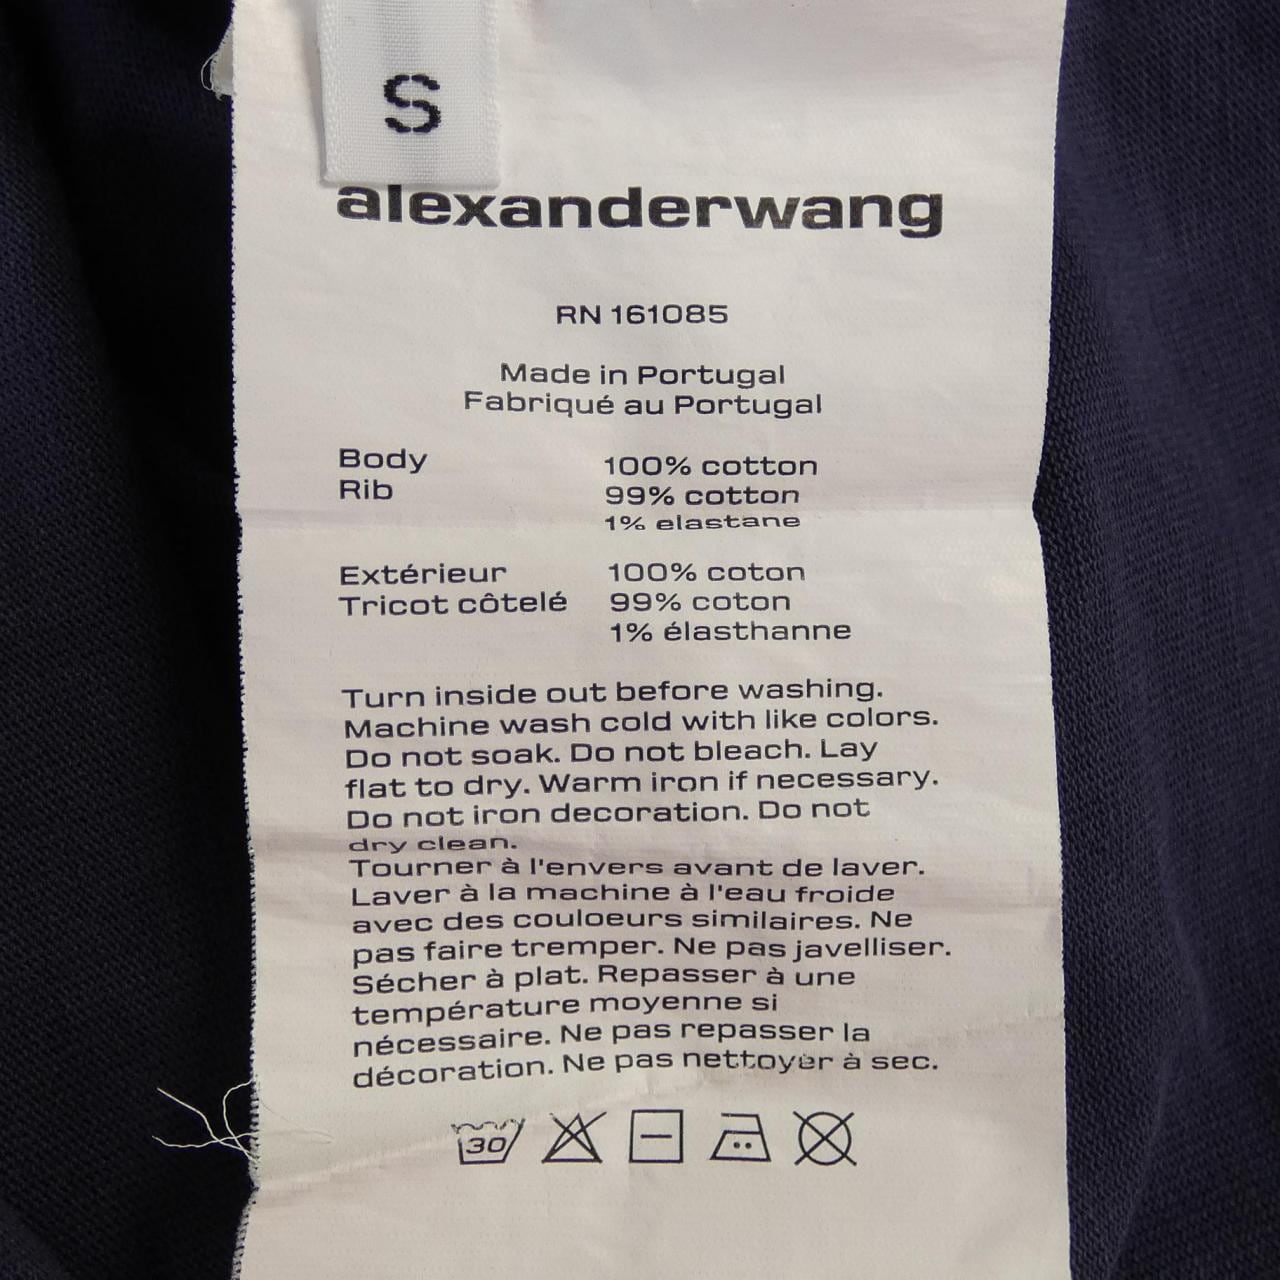 S
alexanderwang
RN 161085
Made in Portugal
Fabriqué au Portugal
Body 100% cotton
Rib 99% cotton
1% elastane
Extérieur 100% coton
Tricot côtelé 99% coton
1% élasthanne
Turn inside out before washing.
Machine wash cold with like colors.
Do not soak. Do not bleach. Lay
flat to dry. Warm iron if necessary.
Do not iron decoration. Do not
dry clean.
Tourner à l'envers avant de laver.
Laver à la machine à l'eau froide
avec des couloeurs similaires. Ne
pas faire tremper. Ne pas javelliser.
Sécher à plat. Repasser à une
température moyenne si
nécessaire. Ne pas repasser la
décoration. Ne pas nettoyer à sec.
30